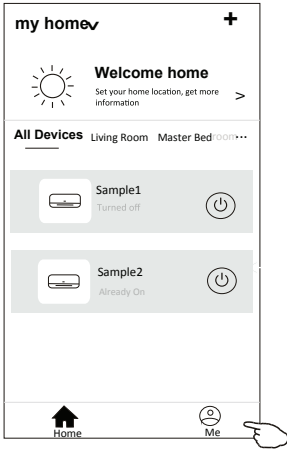 my home
Welcome home
Set your home location, get more
information
All Devices Living Room Master Bedroom
Sample1
Turned off
Sample2
Already On
Home
Me